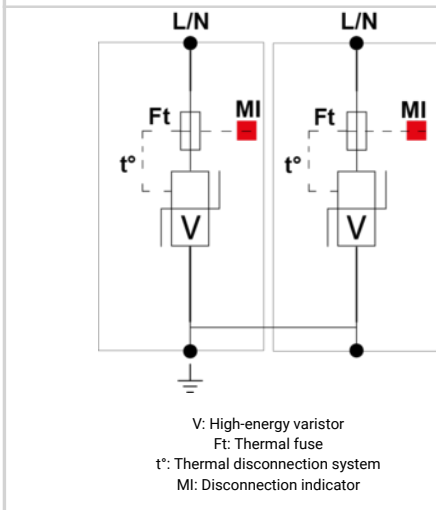 L/N L/N
Ft MI Ft MI
t° t°
V V
V: High-energy varistor
Ft: Thermal fuse
t°: Thermal disconnection system
MI: Disconnection indicator